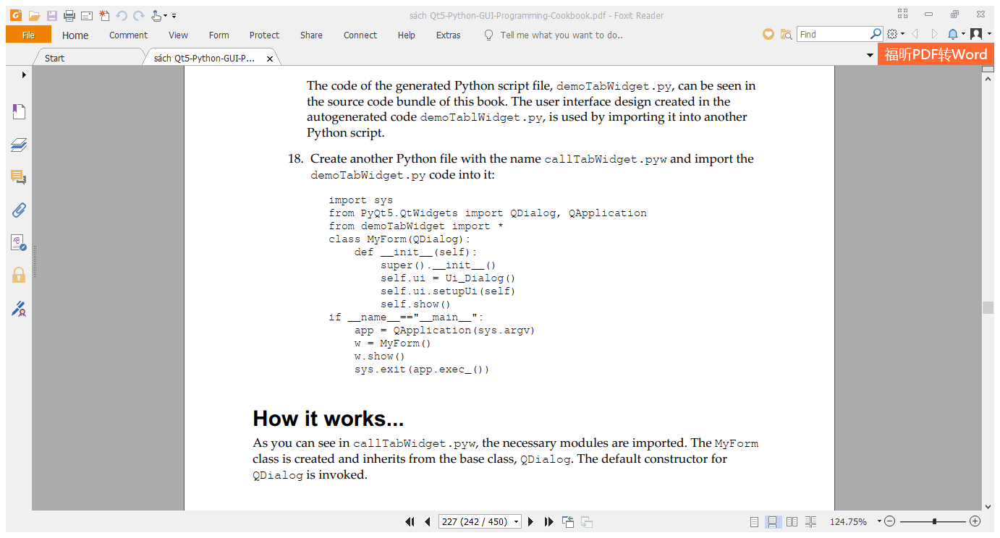 sách Qt5-Python-GUI-Programming-Cookbook.pdf - Foxit Reader
File Home Comment View Form Protect Share Connect Help Extras Tell me what you want to do.. Find
Start sách Qt5-Python-GUI-P... 福昕PDF转Word
The code of the generated Python script file, demoTabWidget.py, can be seen in
the source code bundle of this book. The user interface design created in the
autogenerated code demoTablWidget.py, is used by importing it into another
Python script.
18. Create another Python file with the name callTabWidget.pyw and import the
demoTabWidget.py code into it:
import sys
from PyQt5.QtWidgets import QDialog, QApplication
from demoTabWidget import *
class MyForm(QDialog):
    def __init__(self):
        super().__init__()
        self.ui = Ui_Dialog()
        self.ui.setupUi(self)
        self.show()
if __name__=="__main__":
    app = QApplication(sys.argv)
    w = MyForm()
    w.show()
    sys.exit(app.exec_())
How it works...
As you can see in callTabWidget.pyw, the necessary modules are imported. The MyForm
class is created and inherits from the base class, QDialog. The default constructor for
QDialog is invoked.
227 (242 / 450) 124.75%